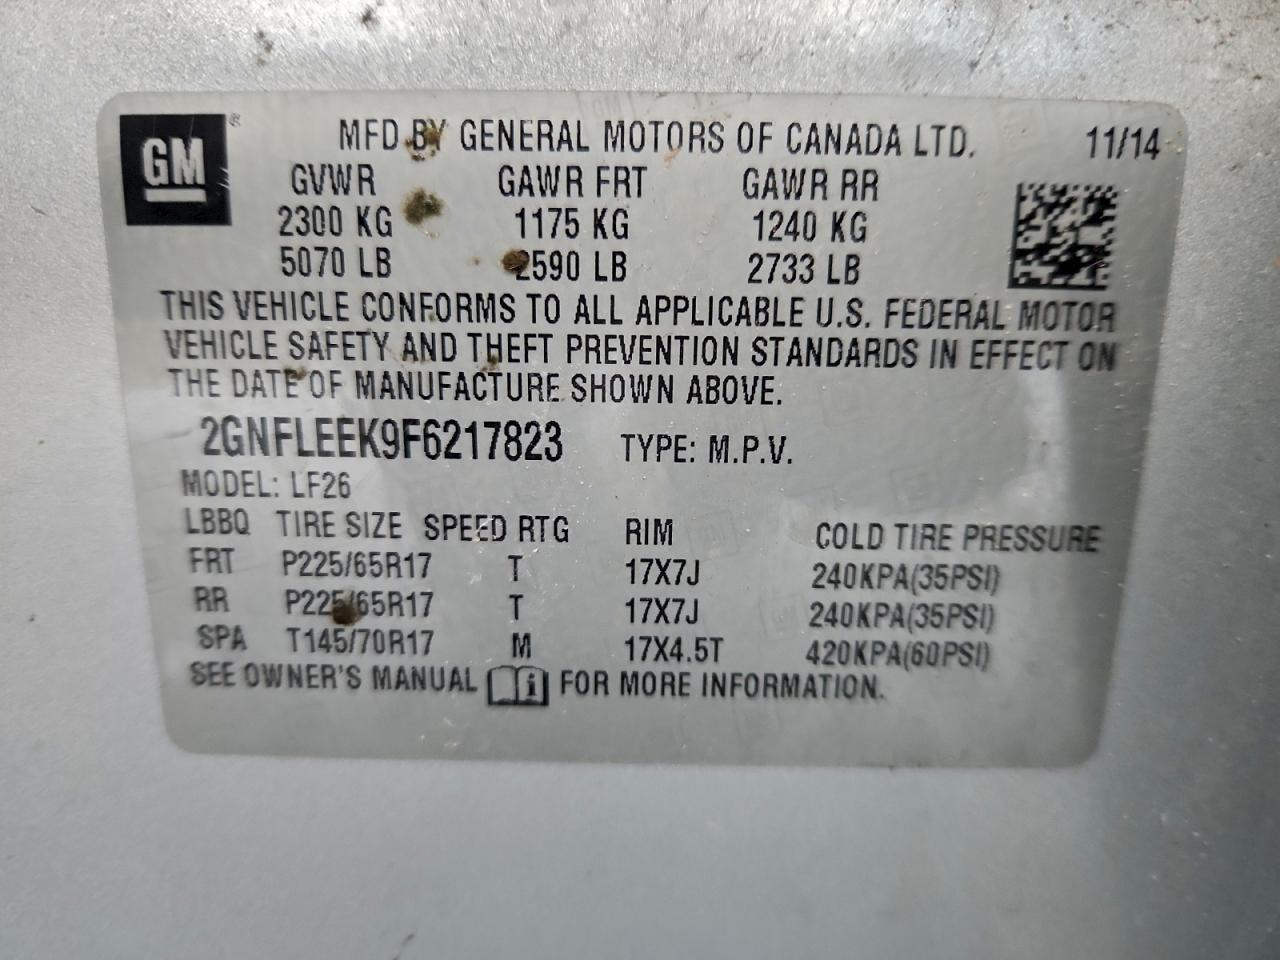 GM ®
MFD BY GENERAL MOTORS OF CANADA LTD. 11/14
GVWR GAWR FRT GAWR RR
2300 KG 1175 KG 1240 KG
5070 LB 2590 LB 2733 LB
THIS VEHICLE CONFORMS TO ALL APPLICABLE U.S. FEDERAL MOTOR
VEHICLE SAFETY AND THEFT PREVENTION STANDARDS IN EFFECT ON
THE DATE OF MANUFACTURE SHOWN ABOVE.
2GNFLEEK9F6217823 TYPE: M.P.V.
MODEL: LF26
LBBQ TIRE SIZE SPEED RTG RIM COLD TIRE PRESSURE
FRT P225/65R17 T 17X7J 240KPA(35PSI)
RR P225/65R17 T 17X7J 240KPA(35PSI)
SPA T145/70R17 M 17X4.5T 420KPA(60PSI)
SEE OWNER'S MANUAL i FOR MORE INFORMATION.